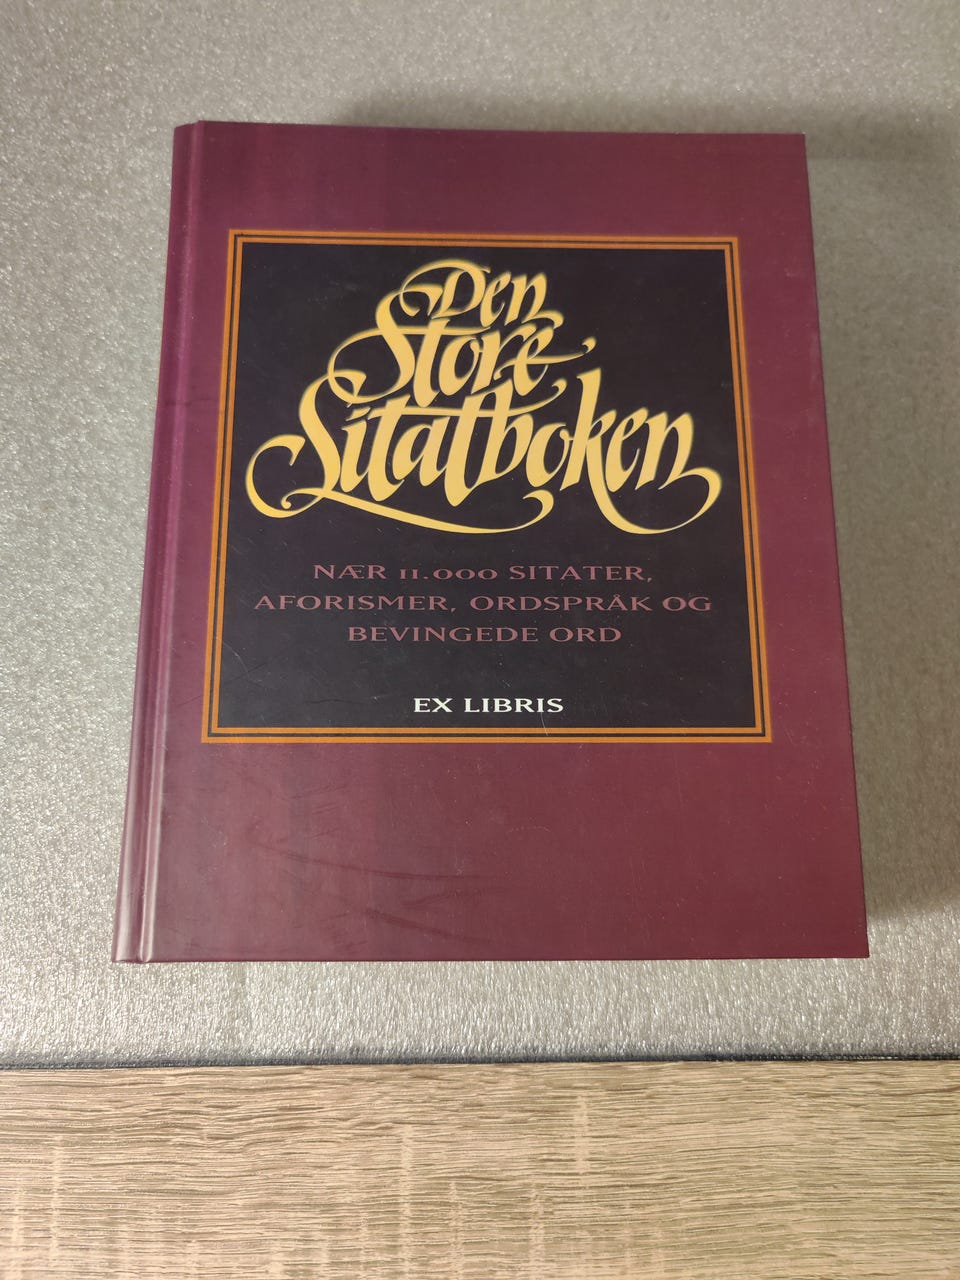 Den
Store
Sitatboken
NÆR 11.000 SITATER,
AFORISMER, ORDSPRÅK OG
BEVINGEDE ORD
EX LIBRIS